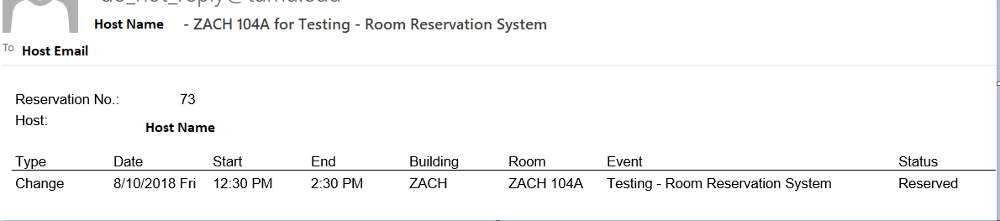 Host Name - ZACH 104A for Testing - Room Reservation System
To Host Email
Reservation No.: 73
Host:
Host Name
Type Date Start End Building Room Event Status
Change 8/10/2018 Fri 12:30 PM 2:30 PM ZACH ZACH 104A Testing - Room Reservation System Reserved